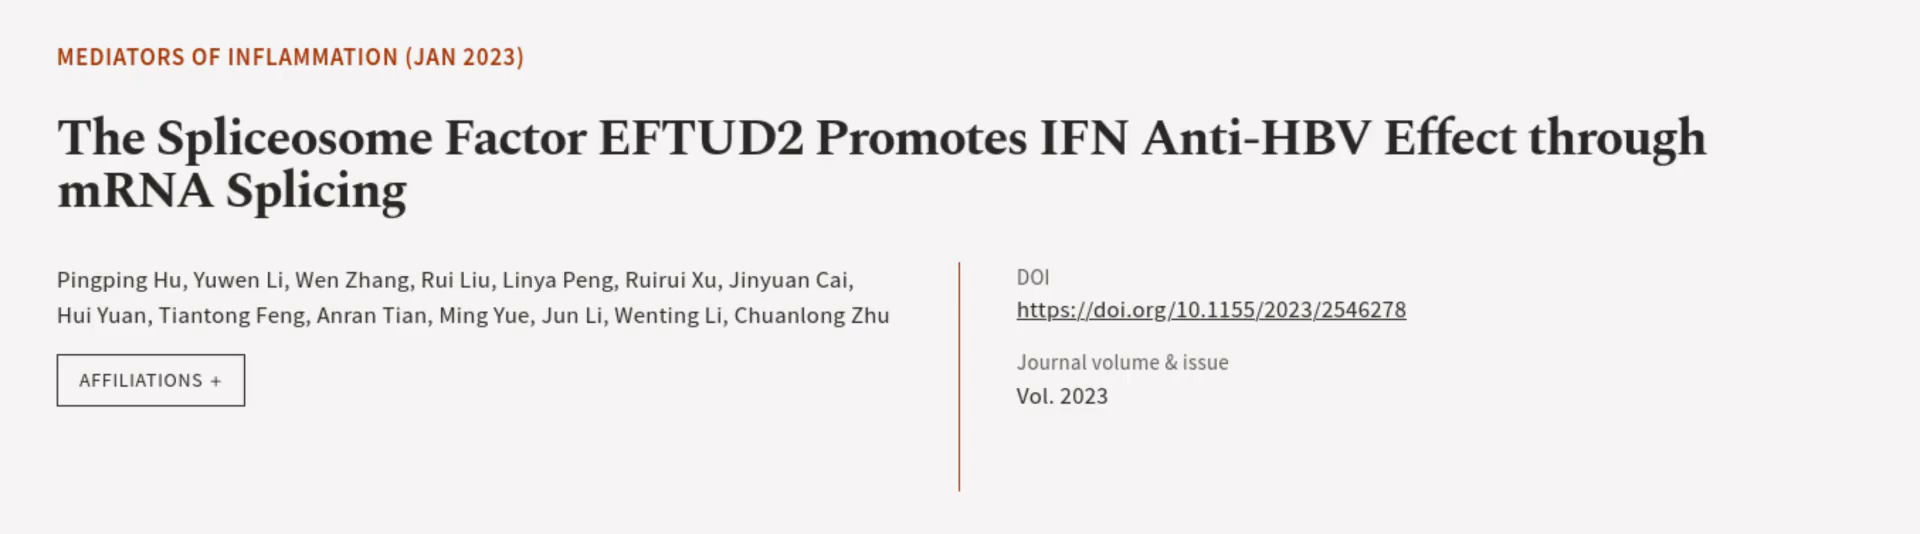 MEDIATORS OF INFLAMMATION (JAN 2023)
The Spliceosome Factor EFTUD2 Promotes IFN Anti-HBV Effect through
mRNA Splicing
Pingping Hu, Yuwen Li, Wen Zhang, Rui Liu, Linya Peng, Ruirui Xu, Jinyuan Cai,
Hui Yuan, Tiantong Feng, Anran Tian, Ming Yue, Jun Li, Wenting Li, Chuanlong Zhu
AFFILIATIONS +
DOI
https://doi.org/10.1155/2023/2546278
Journal volume & issue
Vol. 2023